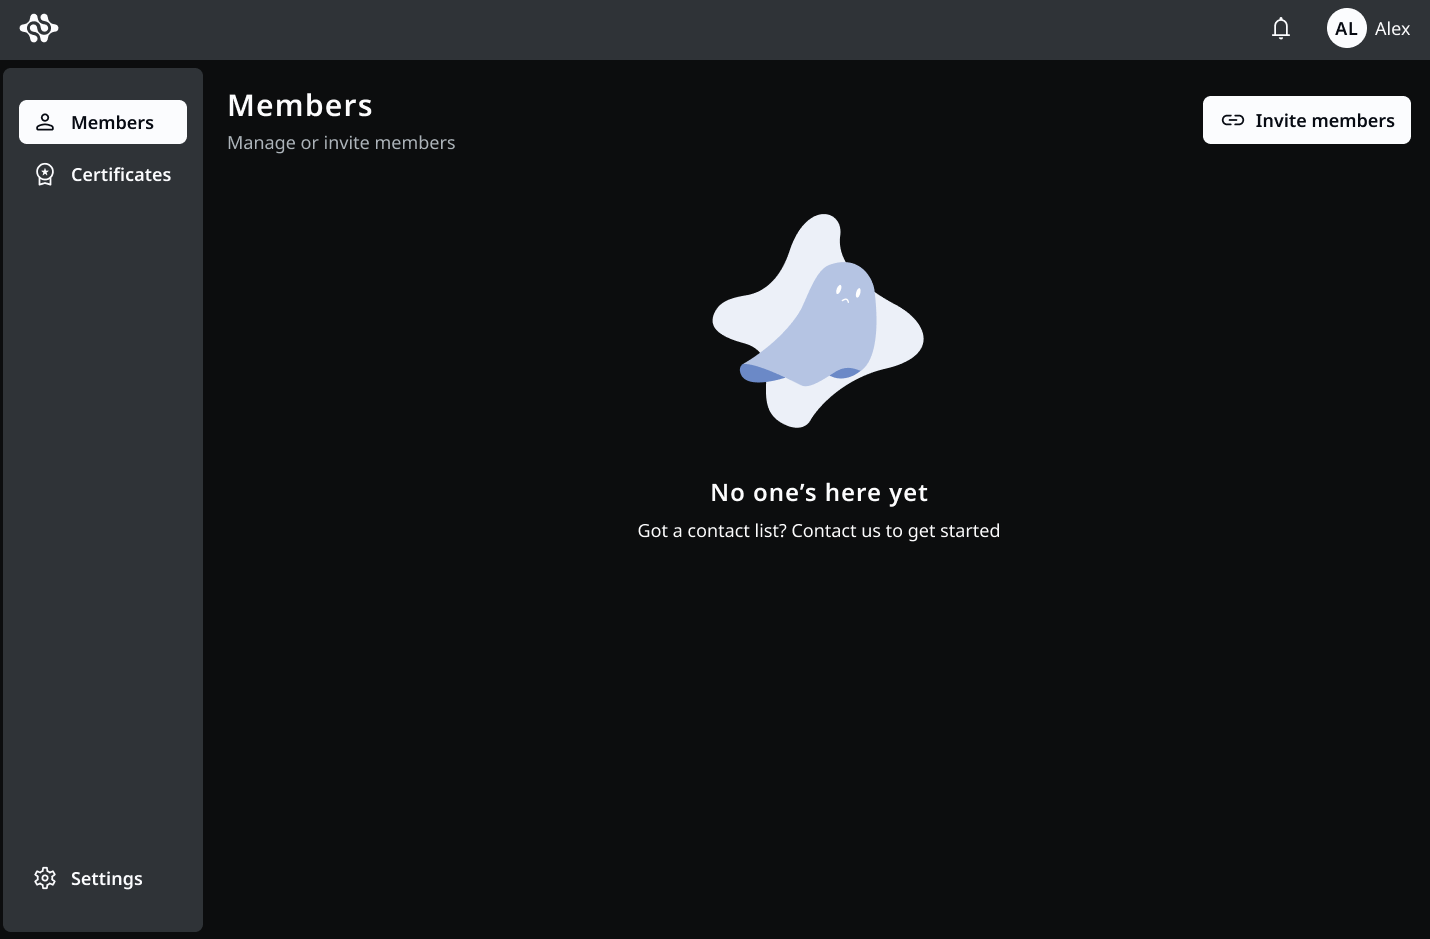 AL Alex
Members
Certificates
Settings
Members
Manage or invite members
Invite members
No one’s here yet
Got a contact list? Contact us to get started